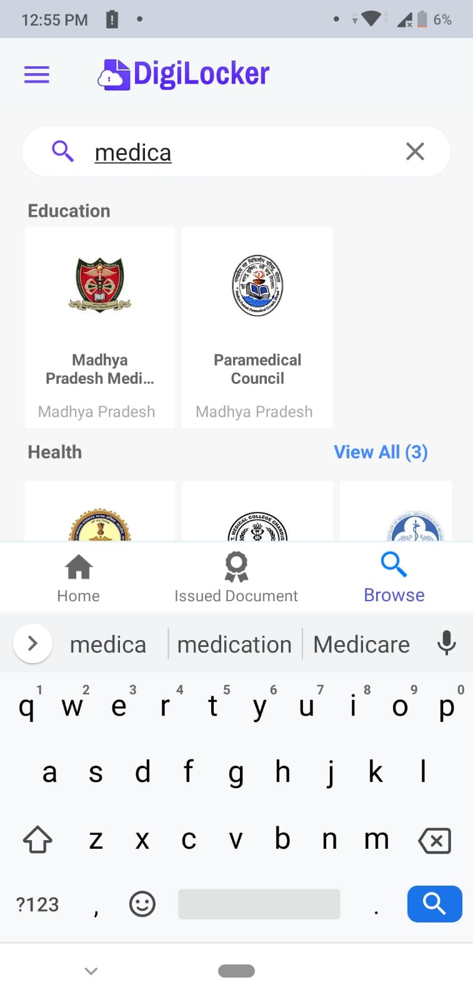 12:55 PM
6%
DigiLocker
medica
Education
Madhya
Pradesh Medi...
Madhya Pradesh
Paramedical
Council
Madhya Pradesh
Health
View All (3)
Home
Issued Document
Browse
medica
medication
Medicare
1 2 3 4 5 6 7 8 9 0
q w e r t y u i o p
a s d f g h j k l
z x c v b n m
?123 , .